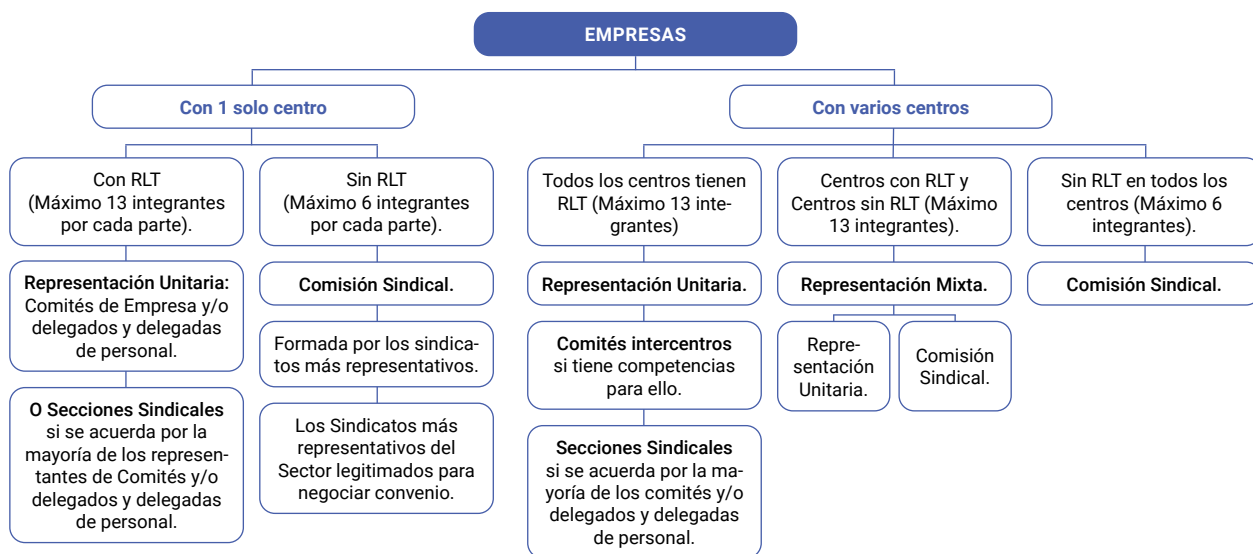 EMPRESAS
Con 1 solo centro
Con varios centros
Con RLT
(Máximo 13 integrantes
por cada parte).
Sin RLT
(Máximo 6 integrantes
por cada parte).
Todos los centros tienen
RLT (Máximo 13 inte-
grantes)
Centros con RLT y
Centros sin RLT (Máximo
13 integrantes).
Sin RLT en todos los
centros (Máximo 6
integrantes).
Representación Unitaria:
Comités de Empresa y/o
delegados y delegadas
de personal.
Comisión Sindical.
Representación Unitaria.
Representación Mixta.
Comisión Sindical.
Formada por los sindica-
tos más representativos.
Comités intercentros
si tiene competencias
para ello.
Repre-
sentación
Unitaria.
Comisión
Sindical.
O Secciones Sindicales
si se acuerda por la
mayoría de los represen-
tantes de Comités y/o
delegados y delegadas
de personal.
Los Sindicatos más
representativos del
Sector legitimados para
negociar convenio.
Secciones Sindicales
si se acuerda por la ma-
yoría de los comités y/o
delegados y delegadas
de personal.